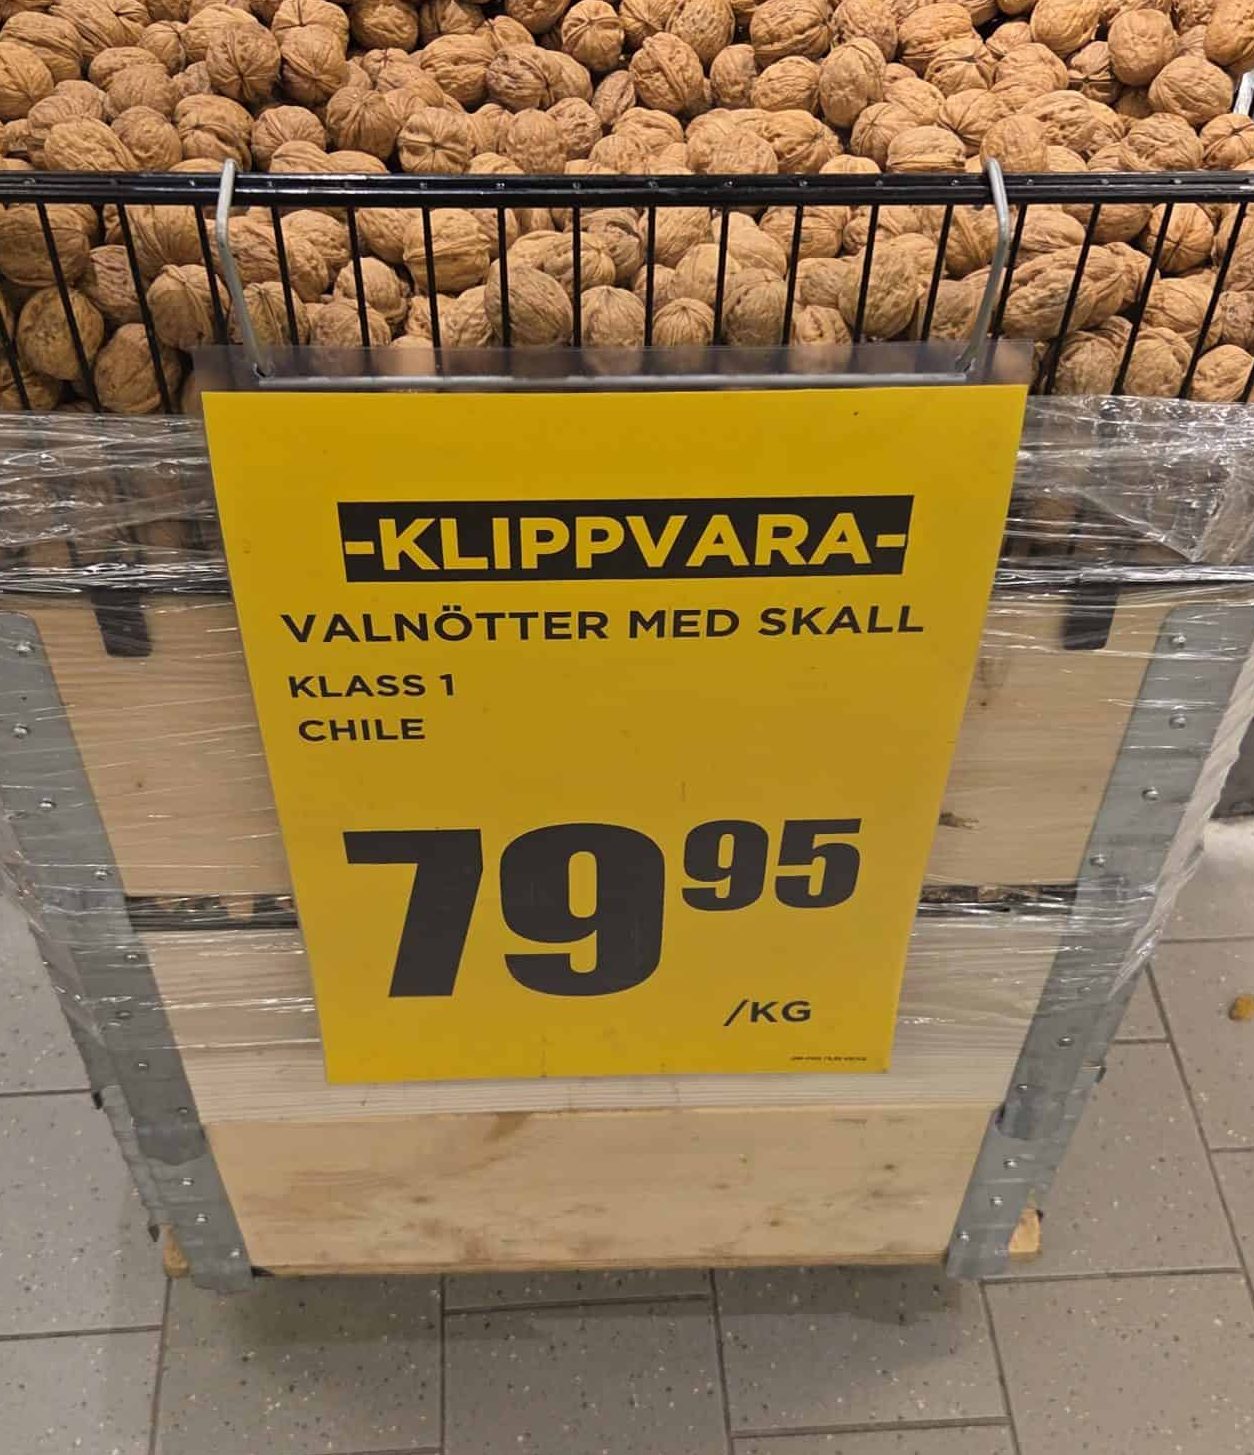 -KLIPPVARA-
VALNÖTTER MED SKALL
KLASS 1
CHILE
79 95
/KG